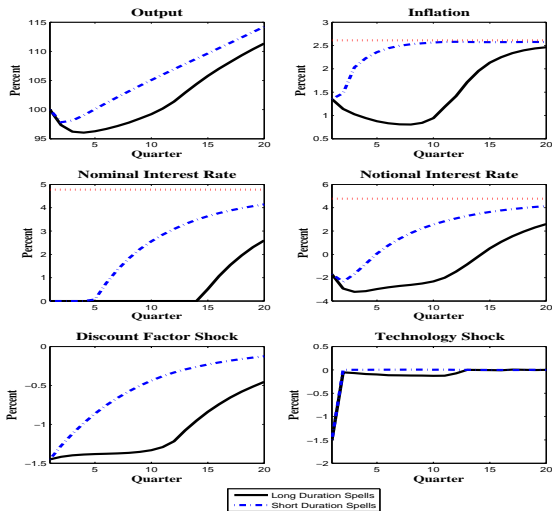 Output
Inflation
Percent
115
110
105
100
95
5
10
15
20
Quarter
Percent
3
2.5
2
1.5
1
0.5
5
10
15
20
Quarter
Nominal Interest Rate
Notional Interest Rate
Percent
5
4
3
2
1
0
5
10
15
20
Quarter
Percent
6
4
2
0
−2
−4
5
10
15
20
Quarter
Discount Factor Shock
Technology Shock
Percent
0
−0.5
−1
−1.5
5
10
15
20
Quarter
Percent
0.5
0
−0.5
−1
−1.5
−2
5
10
15
20
Quarter
Long Duration Spells
Short Duration Spells